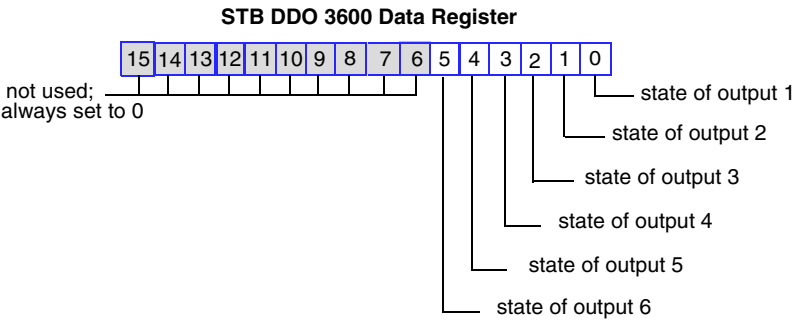 STB DDO 3600 Data Register
15 14 13 12 11 10 9 8 7 6 5 4 3 2 1 0
not used;
always set to 0
state of output 1
state of output 2
state of output 3
state of output 4
state of output 5
state of output 6